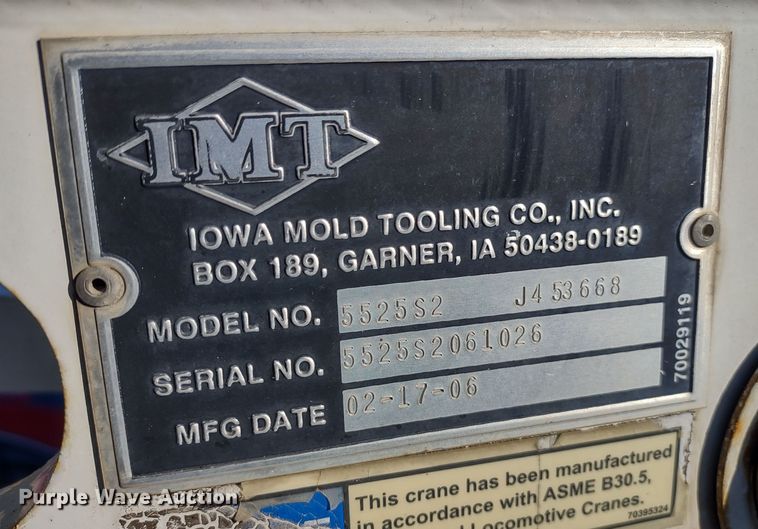 IMT
IOWA MOLD TOOLING CO., INC.
BOX 189, GARNER, IA 50438-0189
MODEL NO. 5525S2 J453668
SERIAL NO. 5525S2061026
MFG DATE 02-17-06
70029119
This crane has been manufactured
in accordance with ASME B30.5,
Locomotive Cranes.
70395324
Purple Wave Auction